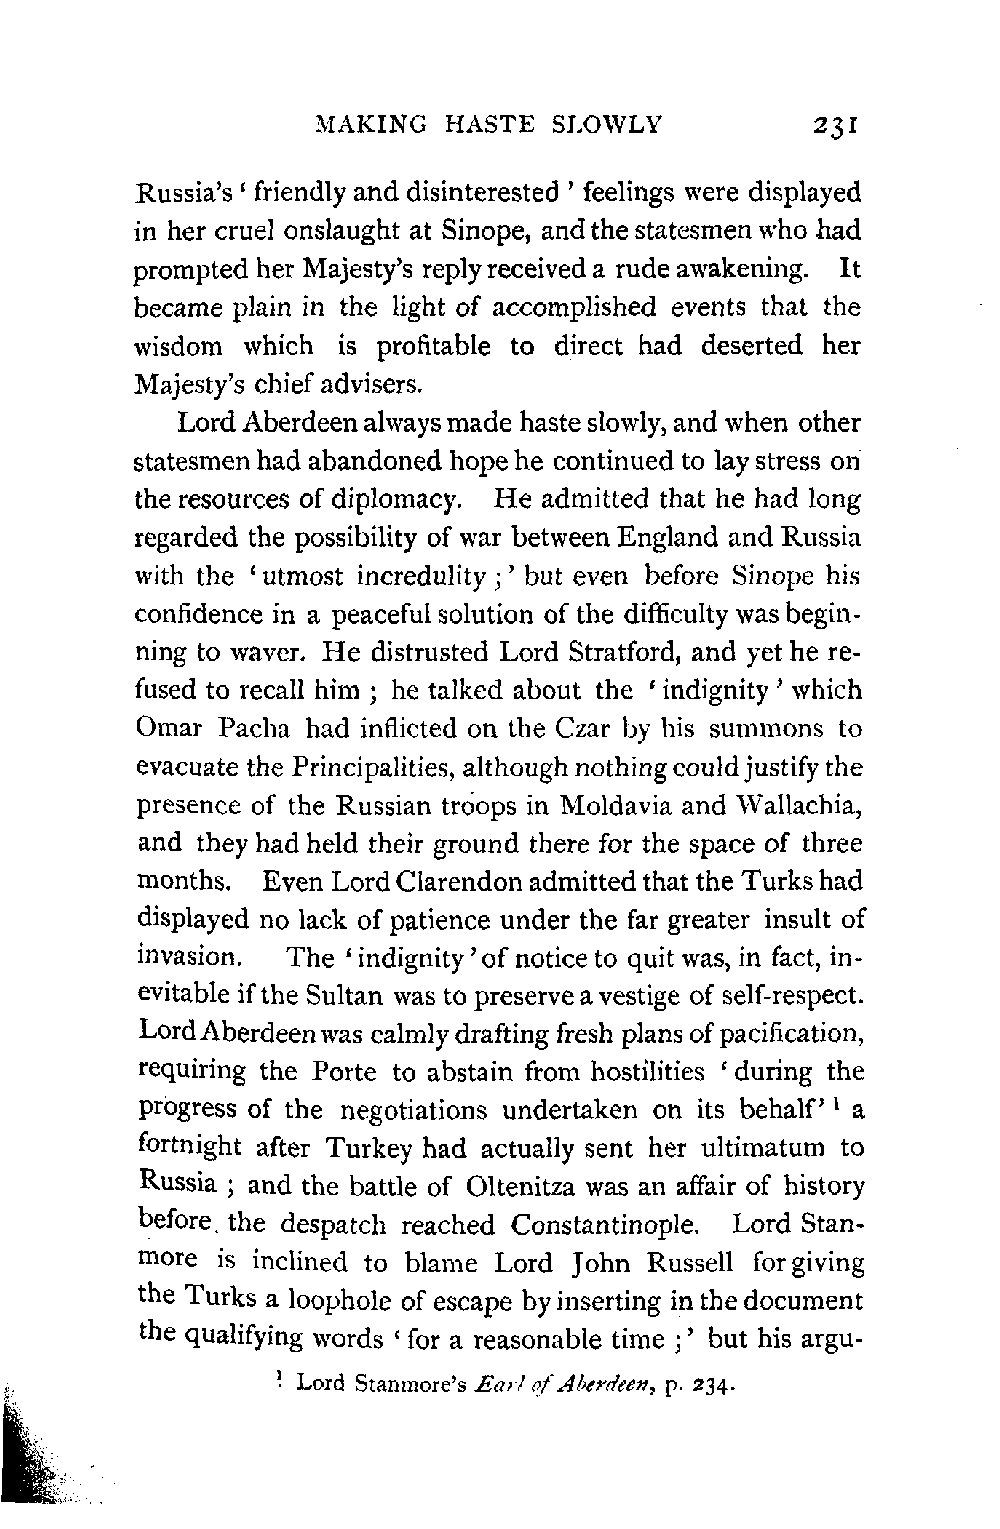 MAKING HASTE SLOWLY 231
Russia's ' friendly and disinterested ' feelings were displayed
in her cruel onslaught at Sinope, and the statesmen who had
prompted her Majesty's reply received a rude awakening. It
became plain in the light of accomplished events that the
wisdom which is profitable to direct had deserted her
Majesty's chief advisers.
Lord Aberdeen always made haste slowly, and when other
statesmen had abandoned hope he continued to lay stress on
the resources of diplomacy. He admitted that he had long
regarded the possibility of war between England and Russia
with the ' utmost incredulity ; ' but even before Sinope his
confidence in a peaceful solution of the difficulty was begin-
ning to waver. He distrusted Lord Stratford, and yet he re-
fused to recall him ; he talked about the ' indignity ' which
Omar Pacha had inflicted on the Czar by his summons to
evacuate the Principalities, although nothing could justify the
presence of the Russian troops in Moldavia and Wallachia,
and they had held their ground there for the space of three
months. Even Lord Clarendon admitted that the Turks had
displayed no lack of patience under the far greater insult of
invasion. The ' indignity ' of notice to quit was, in fact, in-
evitable if the Sultan was to preserve a vestige of self-respect.
Lord Aberdeen was calmly drafting fresh plans of pacification,
requiring the Porte to abstain from hostilities ' during the
progress of the negotiations undertaken on its behalf' ¹ a
fortnight after Turkey had actually sent her ultimatum to
Russia ; and the battle of Oltenitza was an affair of history
before the despatch reached Constantinople. Lord Stan-
more is inclined to blame Lord John Russell for giving
the Turks a loophole of escape by inserting in the document
the qualifying words ' for a reasonable time ; ' but his argu-
¹ Lord Stanmore's Earl of Aberdeen, p. 234.